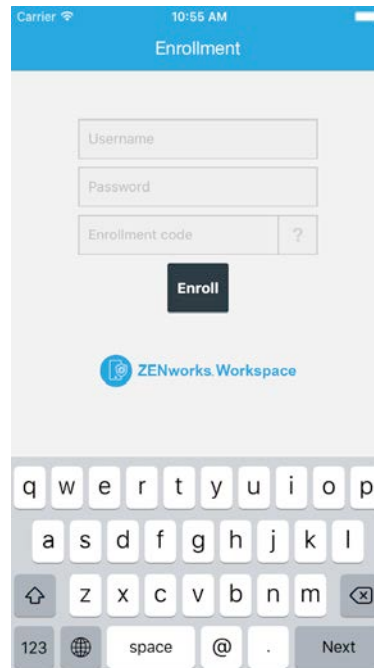 Carrier 10:55 AM
Enrollment
Username
Password
Enrollment code ?
Enroll
ZENworks. Workspace
q w e r t y u i o p
a s d f g h j k l
z x c v b n m
123 space @ . Next